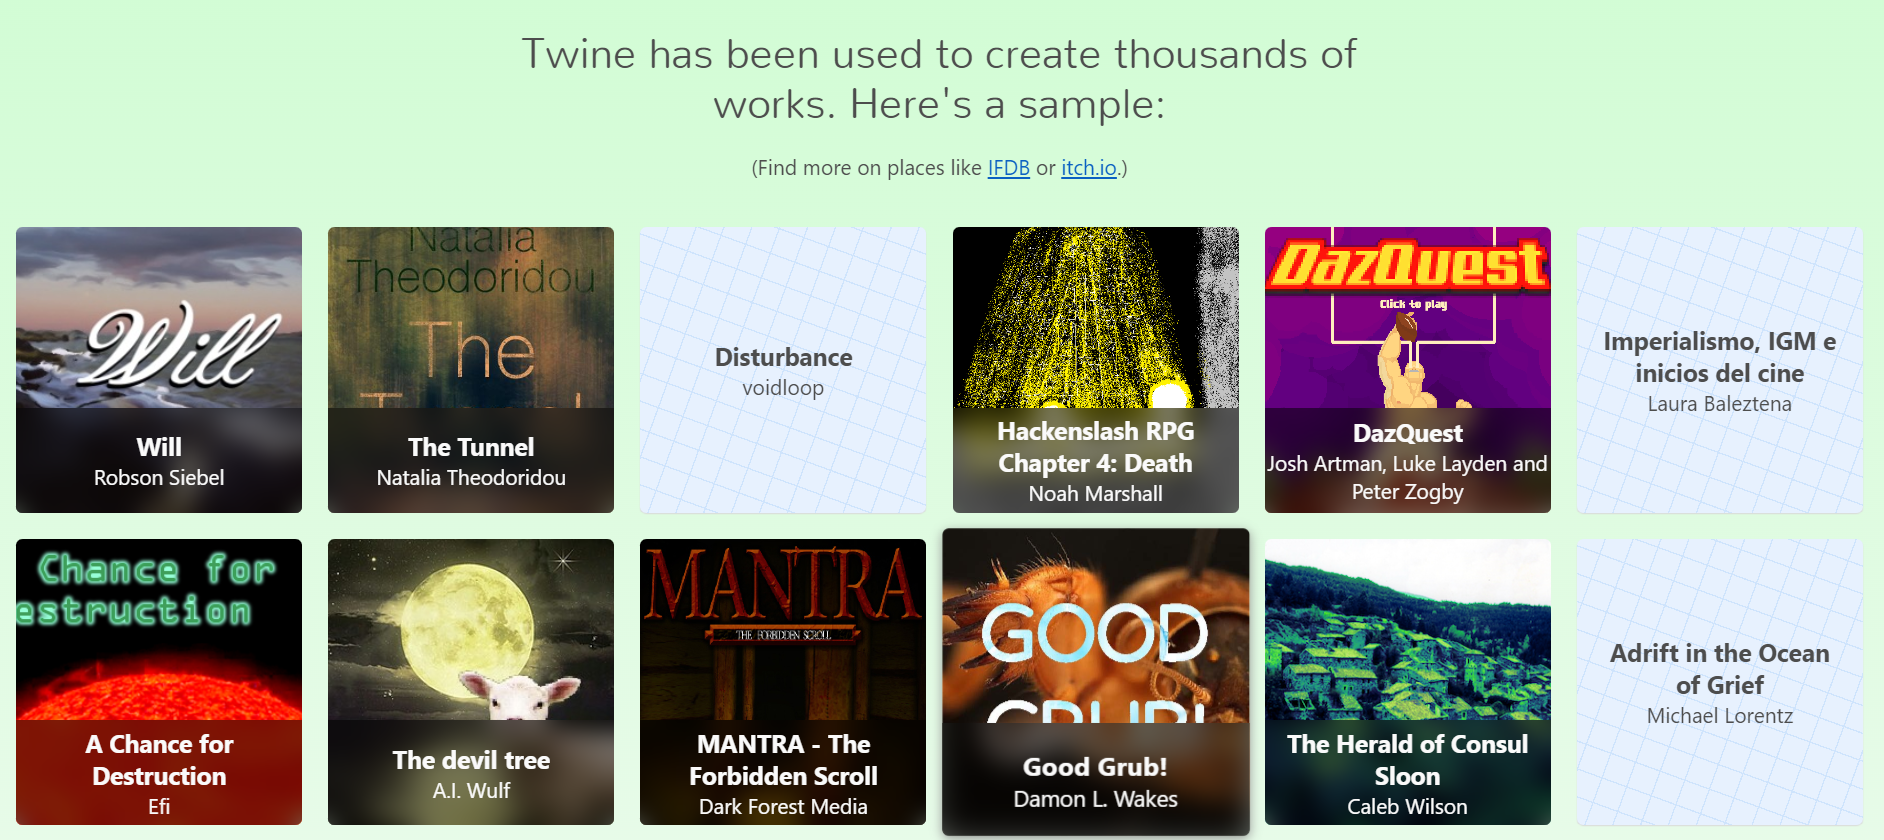 Twine has been used to create thousands of
works. Here's a sample:
(Find more on places like IFDB or itch.io.)
Will
Will
Robson Siebel
Natalia
Theodoridou
The
The Tunnel
Natalia Theodoridou
Disturbance
voidloop
Hackenslash RPG
Chapter 4: Death
Noah Marshall
DazQuest
Click to play
DazQuest
Josh Artman, Luke Layden and
Peter Zogby
Imperialismo, IGM e
inicios del cine
Laura Baleztena
Chance for
estruction
A Chance for
Destruction
Efi
The devil tree
A.I. Wulf
MANTRA
THE FORBIDDEN SCROLL
MANTRA - The
Forbidden Scroll
Dark Forest Media
GOOD
GRUB!
Good Grub!
Damon L. Wakes
The Herald of Consul
Sloon
Caleb Wilson
Adrift in the Ocean
of Grief
Michael Lorentz